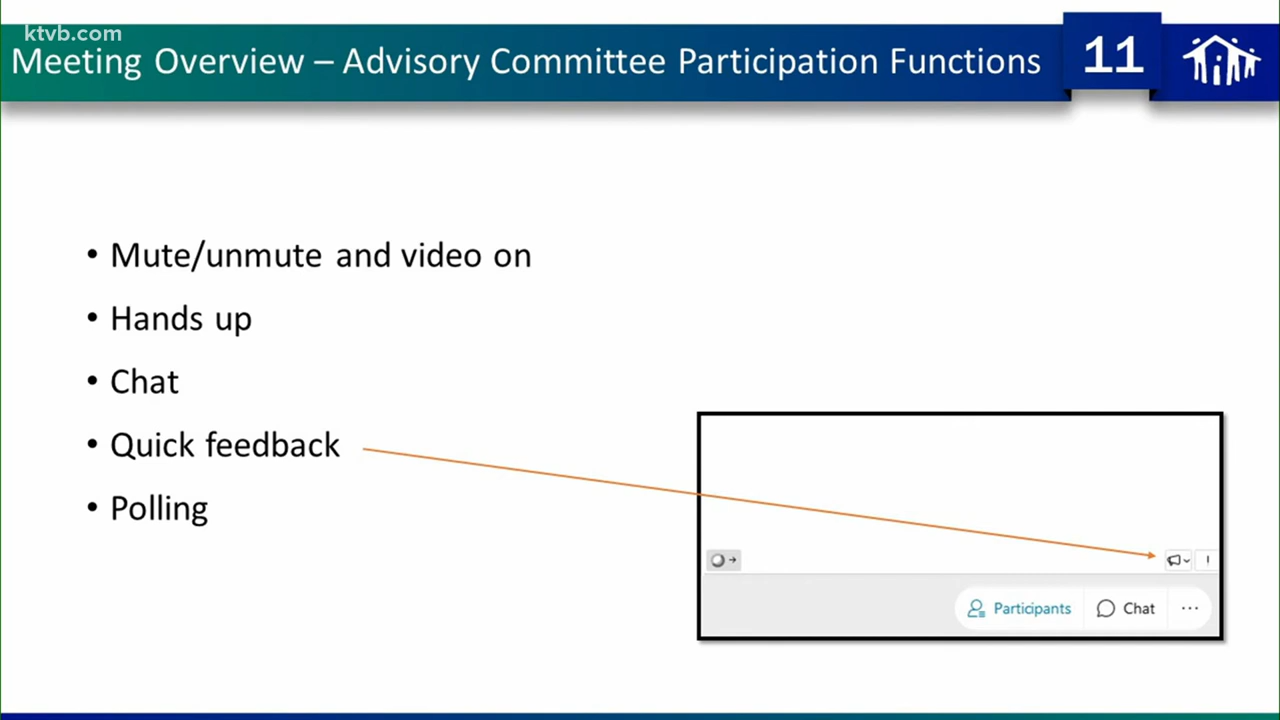 ktvb.com
Meeting Overview – Advisory Committee Participation Functions
11
• Mute/unmute and video on
• Hands up
• Chat
• Quick feedback
• Polling
Participants
Chat